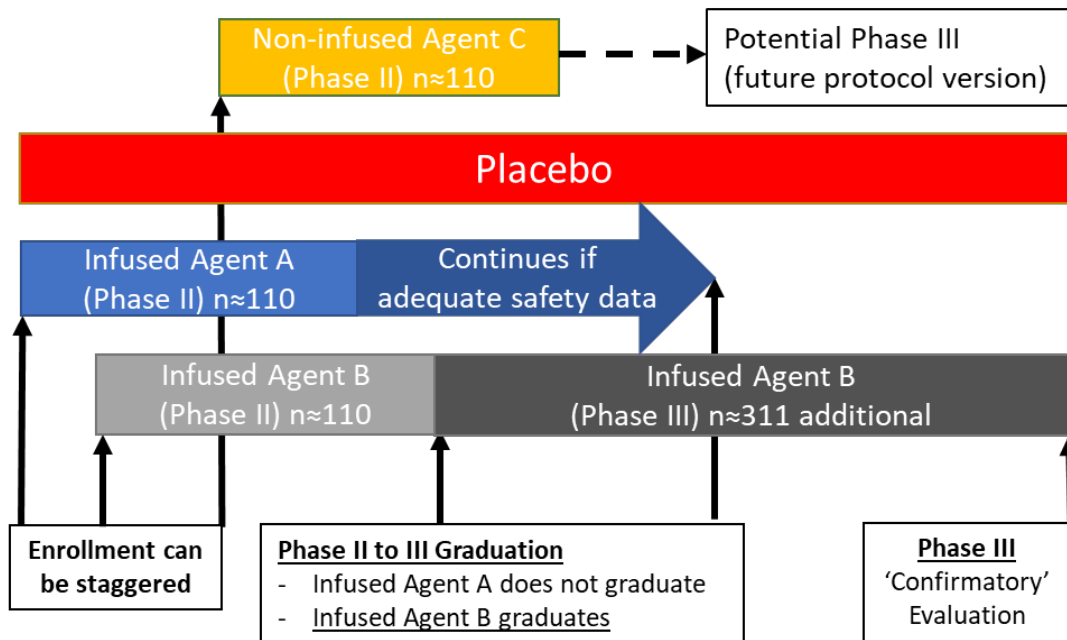 Non-infused Agent C
(Phase II) n≈110
Potential Phase III
(future protocol version)
Placebo
Infused Agent A
(Phase II) n≈110
Continues if
adequate safety data
Infused Agent B
(Phase II) n≈110
Infused Agent B
(Phase III) n≈311 additional
Enrollment can
be staggered
Phase II to III Graduation
- Infused Agent A does not graduate
- Infused Agent B graduates
Phase III
‘Confirmatory’
Evaluation